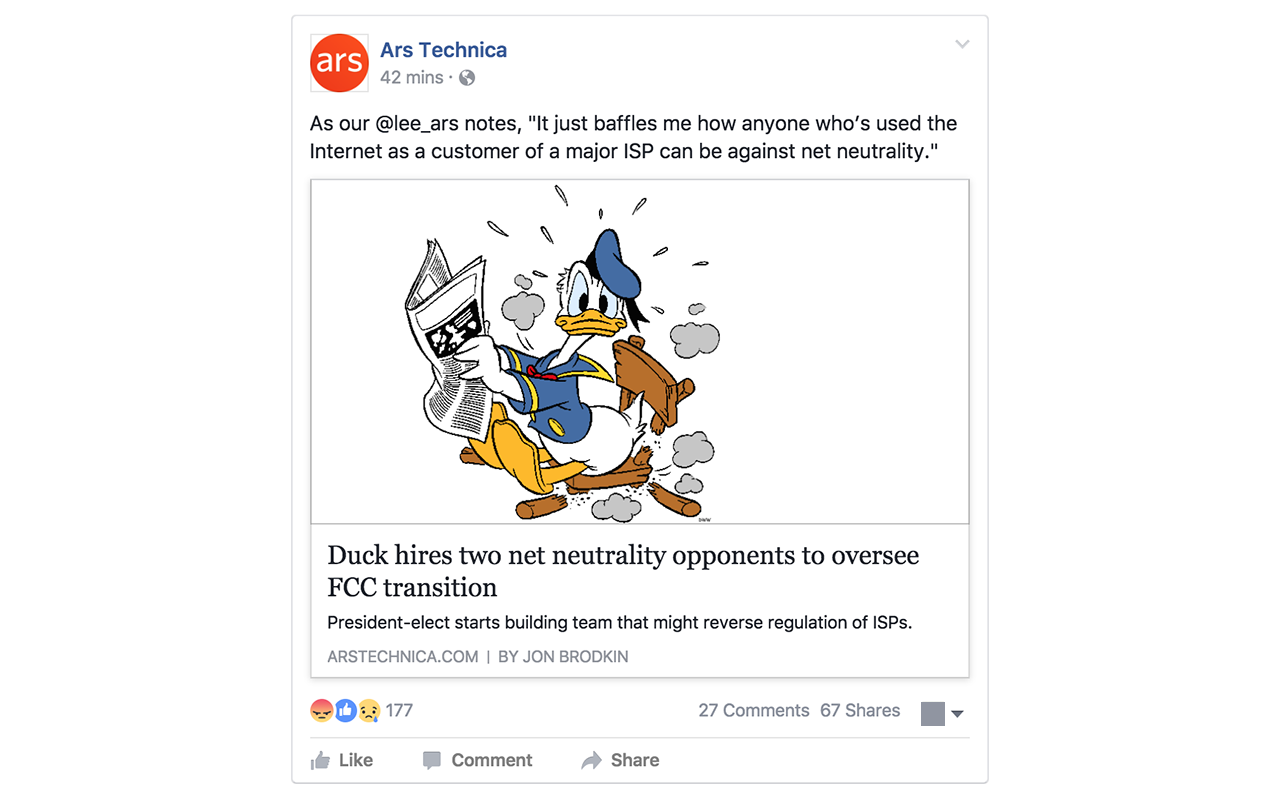 ars
Ars Technica
42 mins ·
As our @lee_ars notes, "It just baffles me how anyone who’s used the
Internet as a customer of a major ISP can be against net neutrality."
Duck hires two net neutrality opponents to oversee
FCC transition
President-elect starts building team that might reverse regulation of ISPs.
ARSTECHNICA.COM | BY JON BRODKIN
177
27 Comments 67 Shares
Like Comment Share